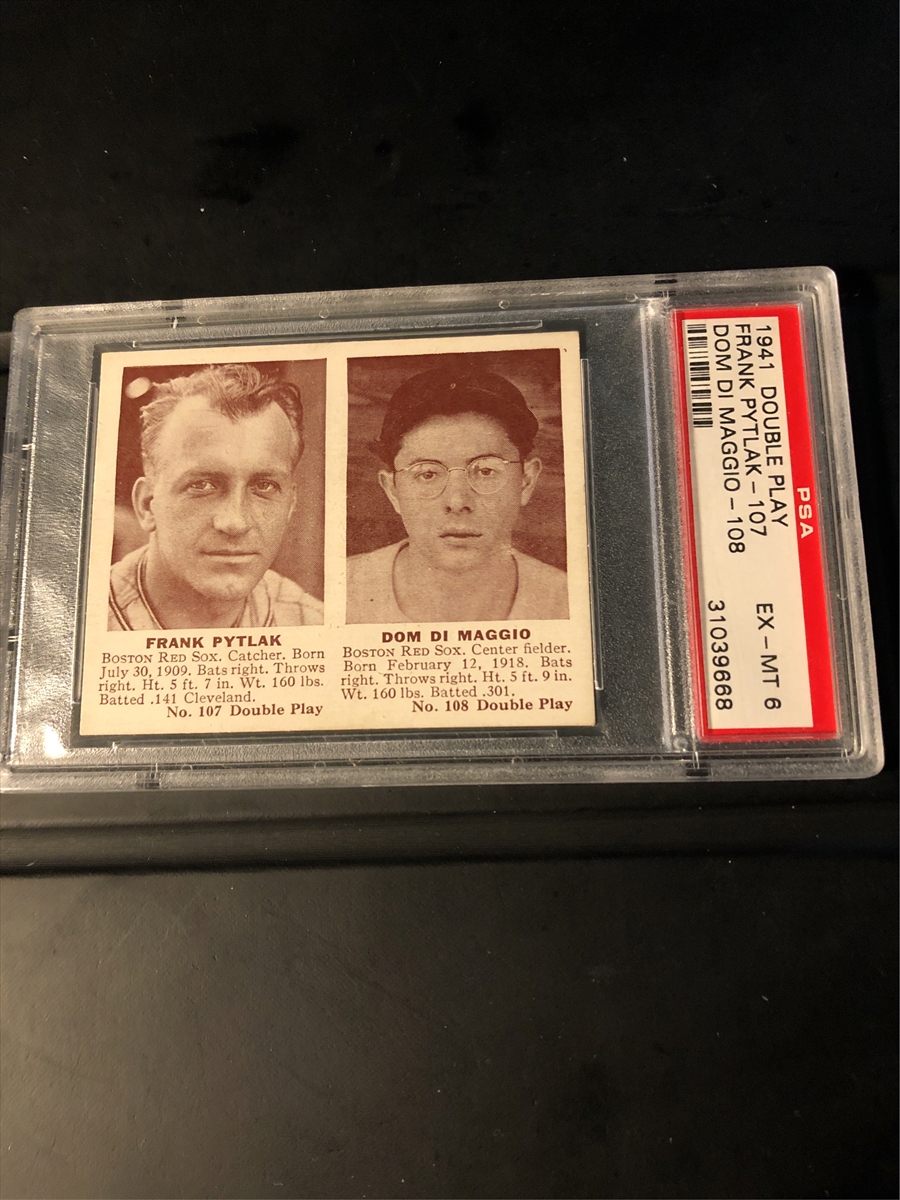 FRANK PYTLAK
BOSTON RED SOX. Catcher. Born
July 30, 1909. Bats right. Throws
right. Ht. 5 ft. 7 in. Wt. 160 lbs.
Batted .141 Cleveland.
No. 107 Double Play
DOM DI MAGGIO
BOSTON RED SOX. Center fielder.
Born February 12, 1918. Bats
right. Throws right. Ht. 5 ft. 9 in.
Wt. 160 lbs. Batted .301.
No. 108 Double Play
PSA
1941 DOUBLE PLAY
FRANK PYTLAK - 107 EX - MT 6
DOM DI MAGGIO - 108
31039668